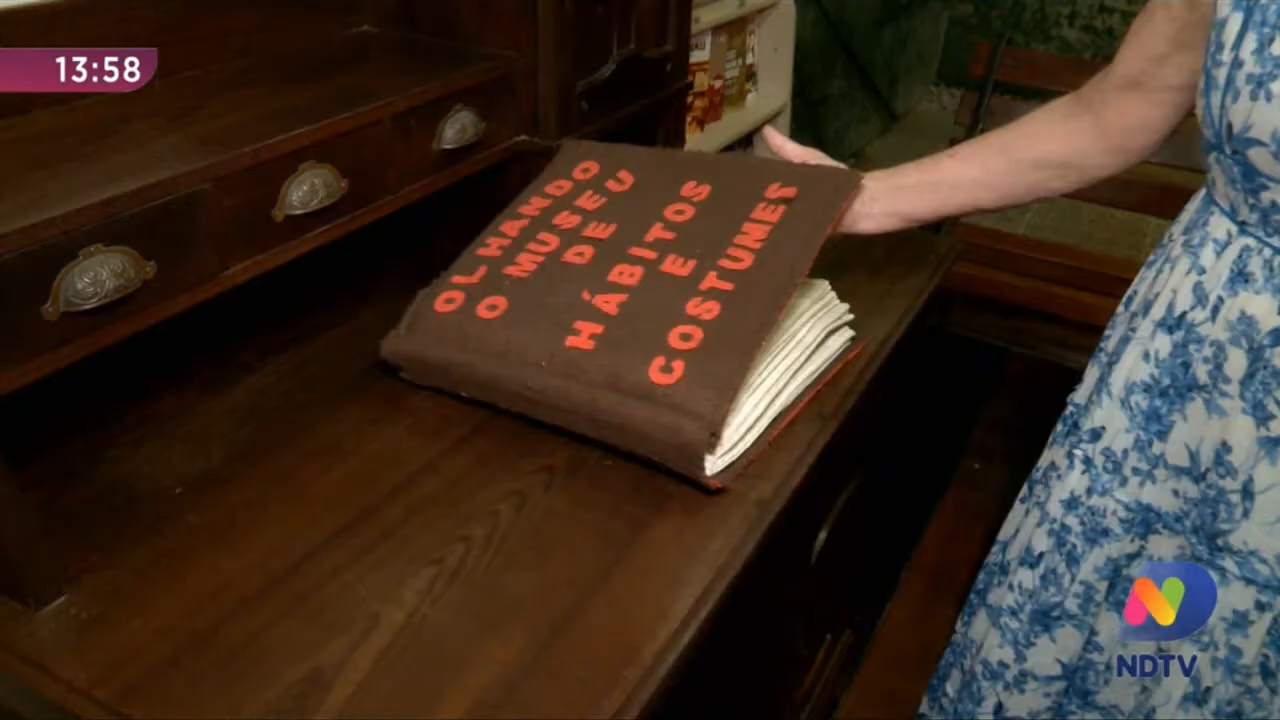 13:58
OLHANDO
O MUSEU
DE
HÁBITOS
E
COSTUMES
NDTV